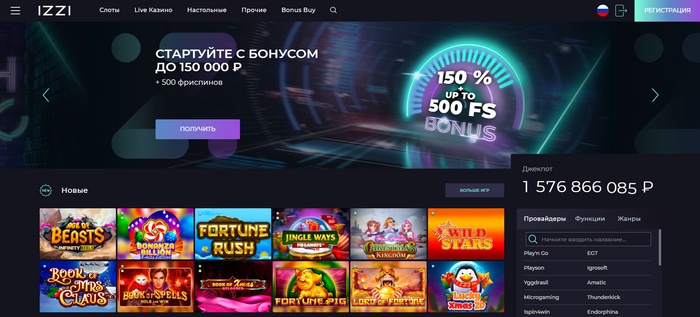 IZZI
Слоты Live Казино Настольные Прочие Bonus Buy
РЕГИСТРАЦИЯ
СТАРТУЙТЕ С БОНУСОМ
ДО 150 000 ₽
+ 500 фриспинов
ПОЛУЧИТЬ
150 %
+
UP TO
500 FS
BONUS
Джекпот
1 576 866 085 ₽
NEW
Новые
БОЛЬШЕ ИГР
AGE OF BEASTS INFINITY REELS
BONANZA BILLION
FORTUNE RUSH
JUNGLE WAYS MEGAWAYS
KINGDOM
WILD STARS
BOOK OF MRS CLAUS
BOOK OF SPELLS
BOOK OF Xmas RELOADED
FORTUNE PIG
LORD OF FORTUNE
Lucky Xmas 20
Провайдеры Функции Жанры
Начните вводить название...
Play'n Go EGT
Playson Igrosoft
Yggdrasil Amatic
Microgaming Thunderkick
1spin4win Endorphina